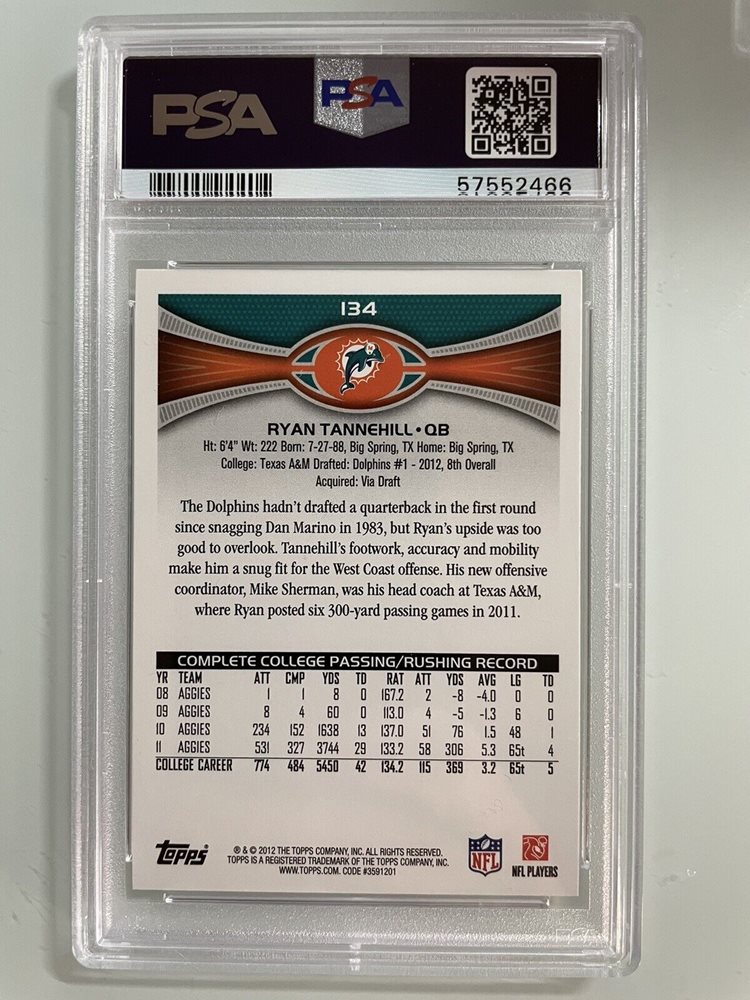 PSA PSA
57552466
134
RYAN TANNEHILL • QB
Ht: 6'4" Wt: 222 Born: 7-27-88, Big Spring, TX Home: Big Spring, TX
College: Texas A&M Drafted: Dolphins #1 - 2012, 8th Overall
Acquired: Via Draft
The Dolphins hadn't drafted a quarterback in the first round
since snagging Dan Marino in 1983, but Ryan's upside was too
good to overlook. Tannehill's footwork, accuracy and mobility
make him a snug fit for the West Coast offense. His new offensive
coordinator, Mike Sherman, was his head coach at Texas A&M,
where Ryan posted six 300-yard passing games in 2011.
COMPLETE COLLEGE PASSING/RUSHING RECORD
YR TEAM ATT CMP YDS TD RAT ATT YDS AVG LG TD
08 AGGIES 1 1 8 0 167.2 2 -8 -4.0 0 0
09 AGGIES 8 4 60 0 113.0 4 -5 -1.3 6 0
10 AGGIES 234 152 1638 13 137.0 51 76 1.5 48 1
11 AGGIES 531 327 3744 29 133.2 58 306 5.3 65t 4
COLLEGE CAREER 774 484 5450 42 134.2 115 369 3.2 65t 5
Topps
® & © 2012 THE TOPPS COMPANY, INC. ALL RIGHTS RESERVED.
TOPPS IS A REGISTERED TRADEMARK OF THE TOPPS COMPANY, INC.
WWW.TOPPS.COM. CODE #3591201
NFL
NFL PLAYERS